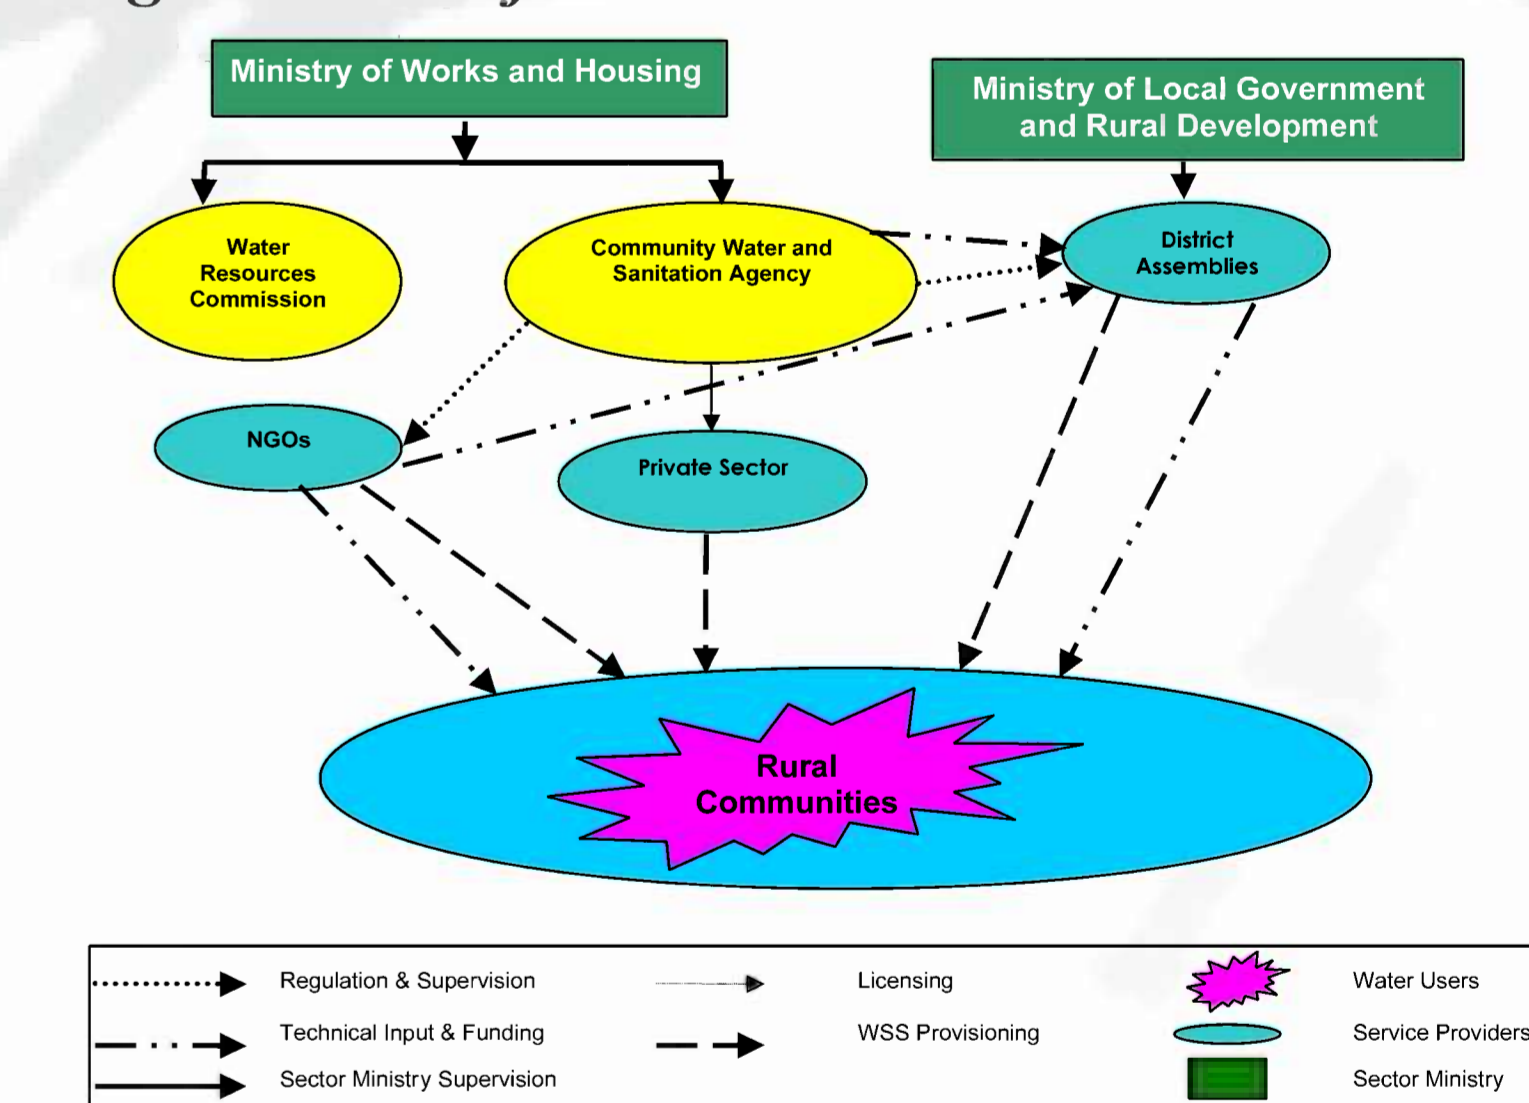 Ministry of Works and Housing
Ministry of Local Government
and Rural Development
Water
Resources
Commission
Community Water and
Sanitation Agency
District
Assemblies
NGOs
Private Sector
Rural
Communities
Regulation & Supervision
Licensing
Water Users
Technical Input & Funding
WSS Provisioning
Service Providers
Sector Ministry Supervision
Sector Ministry